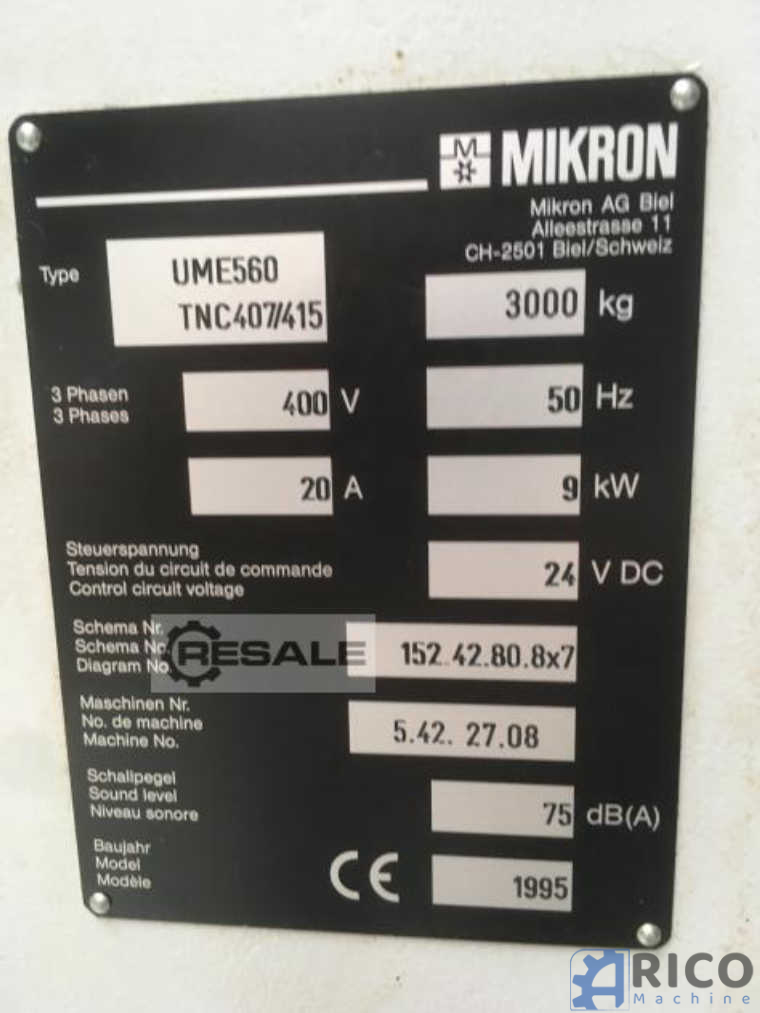 M MIKRON
Mikron AG Biel
Alleestrasse 11
CH-2501 Biel/Schweiz
Type UME560
TNC407/415
3000 kg
3 Phasen
3 Phases
400 V
50 Hz
20 A
9 kW
Steuerspannung
Tension du circuit de commande
Control circuit voltage
24 V DC
Schema Nr.
Schema No.
Diagram No.
RESALE
152.42.80.8x7
Maschinen Nr.
No. de machine
Machine No.
5.42. 27.08
Schallpegel
Sound level
Niveau sonore
75 dB(A)
Baujahr
Model
Modèle
CE
1995
ARICO
Machine